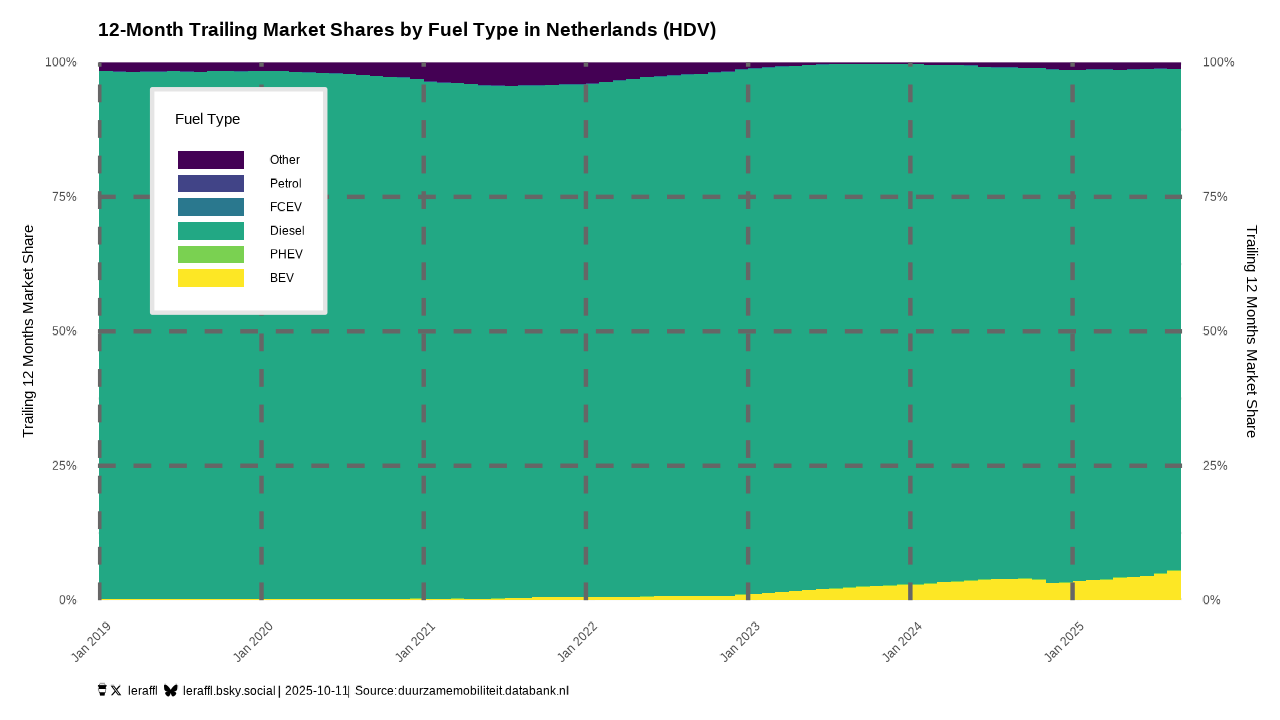 12-Month Trailing Market Shares by Fuel Type in Netherlands (HDV)
100% 100%
Fuel Type
Other
Petrol
FCEV
Diesel
PHEV
BEV
75% 75%
50% 50%
25% 25%
0% 0%
Trailing 12 Months Market Share
Trailing 12 Months Market Share
Jan 2019 Jan 2020 Jan 2021 Jan 2022 Jan 2023 Jan 2024 Jan 2025
leraffl leraffl.bsky.social | 2025-10-11 | Source: duurzamemobiliteit.databank.nl